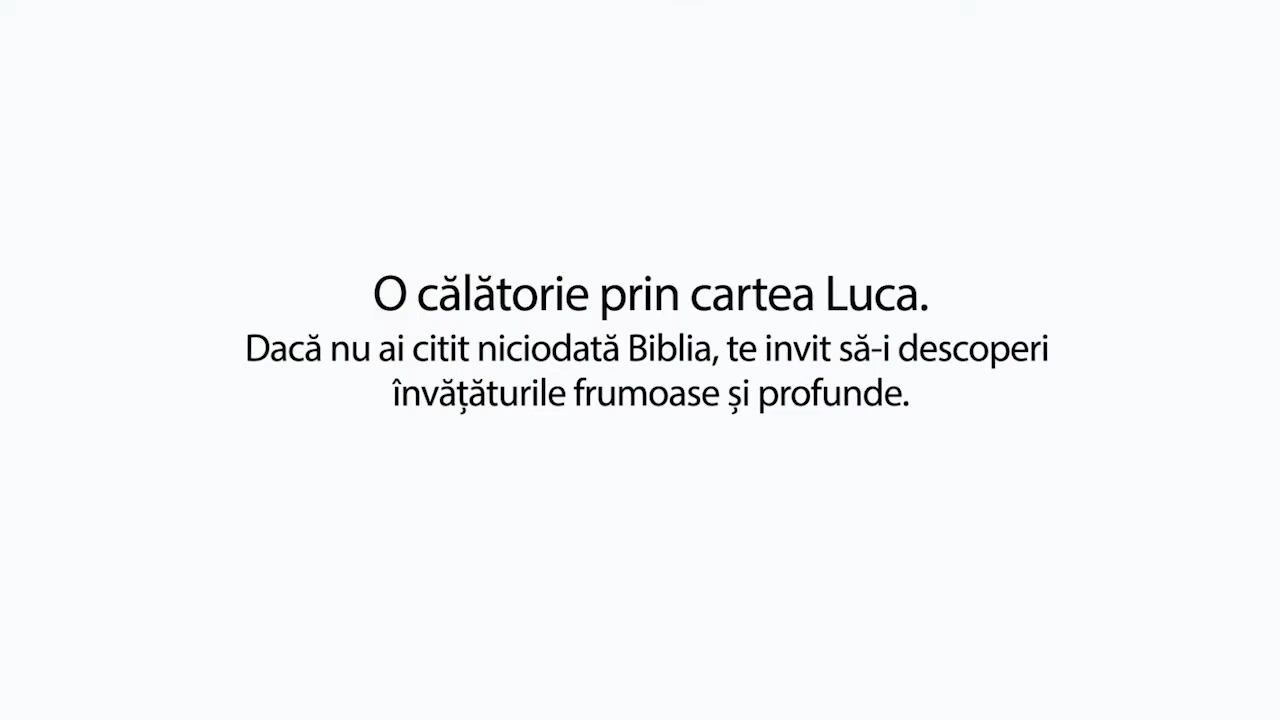 O călătorie prin cartea Luca.
Dacă nu ai citit niciodată Biblia, te invit să-i descoperi
învățăturile frumoase și profunde.